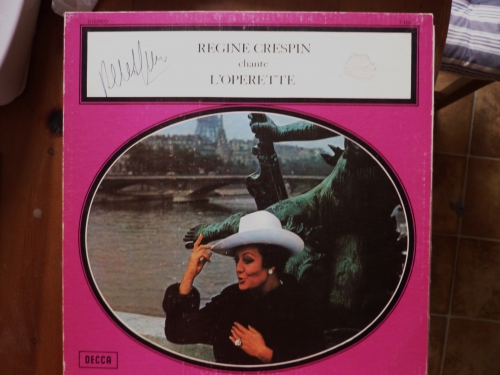 REGINE CRESPIN
chante
L'OPERETTE
DECCA